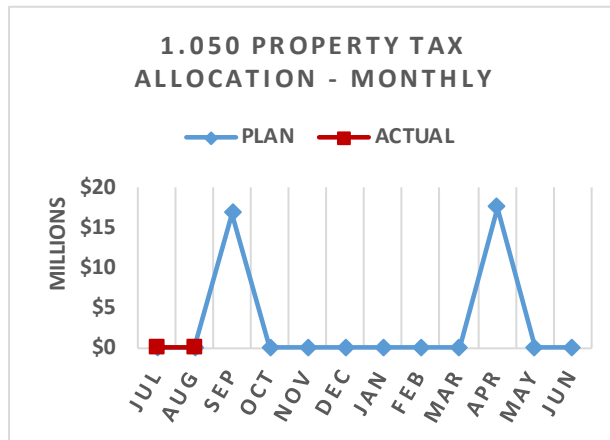 1.050 PROPERTY TAX
ALLOCATION - MONTHLY
PLAN ACTUAL
MILLIONS
$20
$15
$10
$5
$0
JUL AUG SEP OCT NOV DEC JAN FEB MAR APR MAY JUN